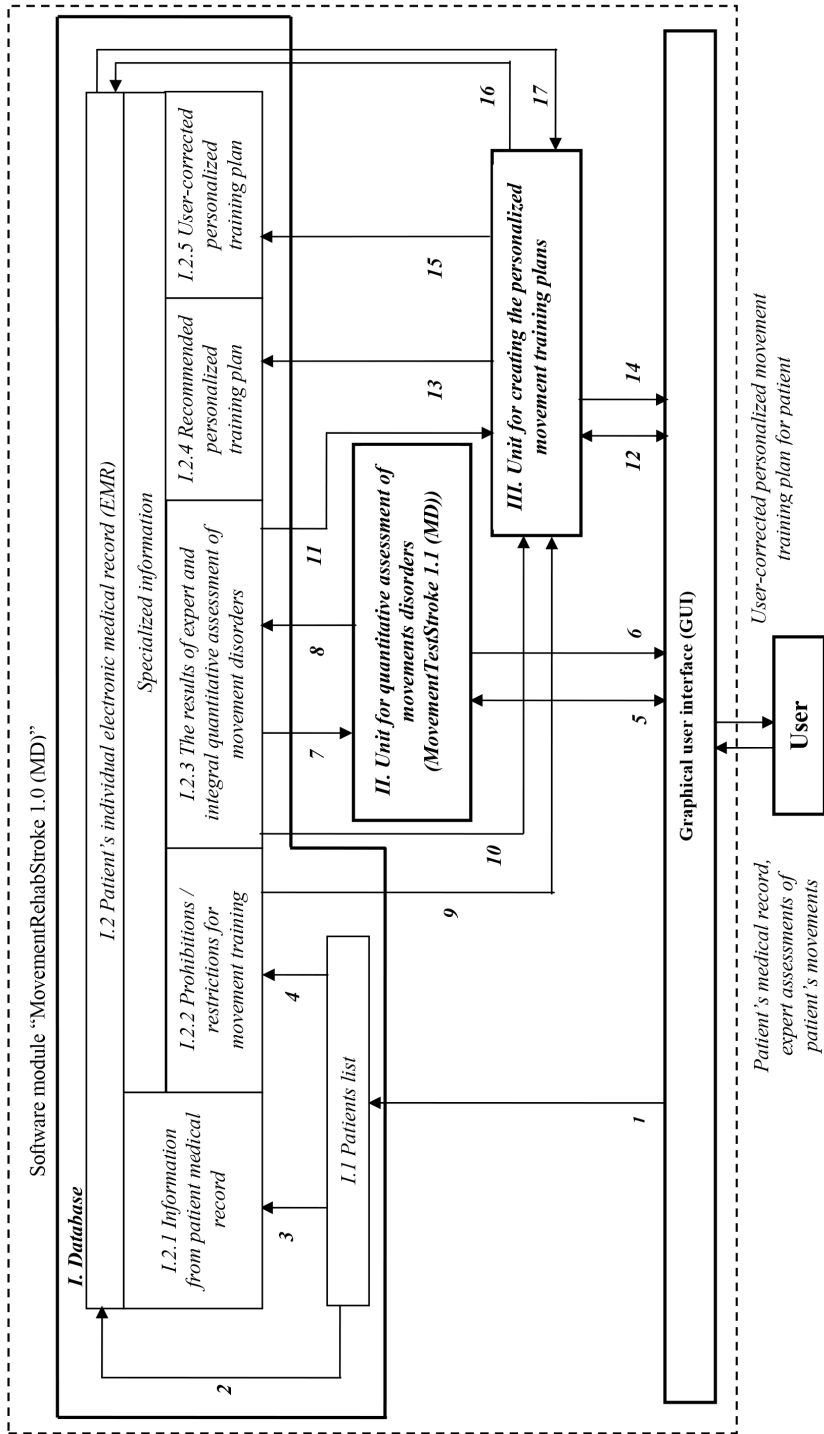 Software module “MovementRehabStroke 1.0 (MD)”
I. Database
I.2 Patient’s individual electronic medical record (EMR)
Specialized information
I.2.1 Information
from patient medical
record
I.2.2 Prohibitions /
restrictions for
movement training
I.2.3 The results of expert and
integral quantitative assessment of
movement disorders
I.2.4 Recommended
personalized
training plan
I.2.5 User-corrected
personalized
training plan
2
3
4
I.1 Patients list
7
8
11
13
15
16
17
10
9
II. Unit for quantitative assessment of
movements disorders
(MovementTestStroke 1.1 (MD))
III. Unit for creating the personalized
movement training plans
1
5
6
12
14
Graphical user interface (GUI)
Patient’s medical record,
expert assessments of
patient’s movements
User
User-corrected personalized movement
training plan for patient